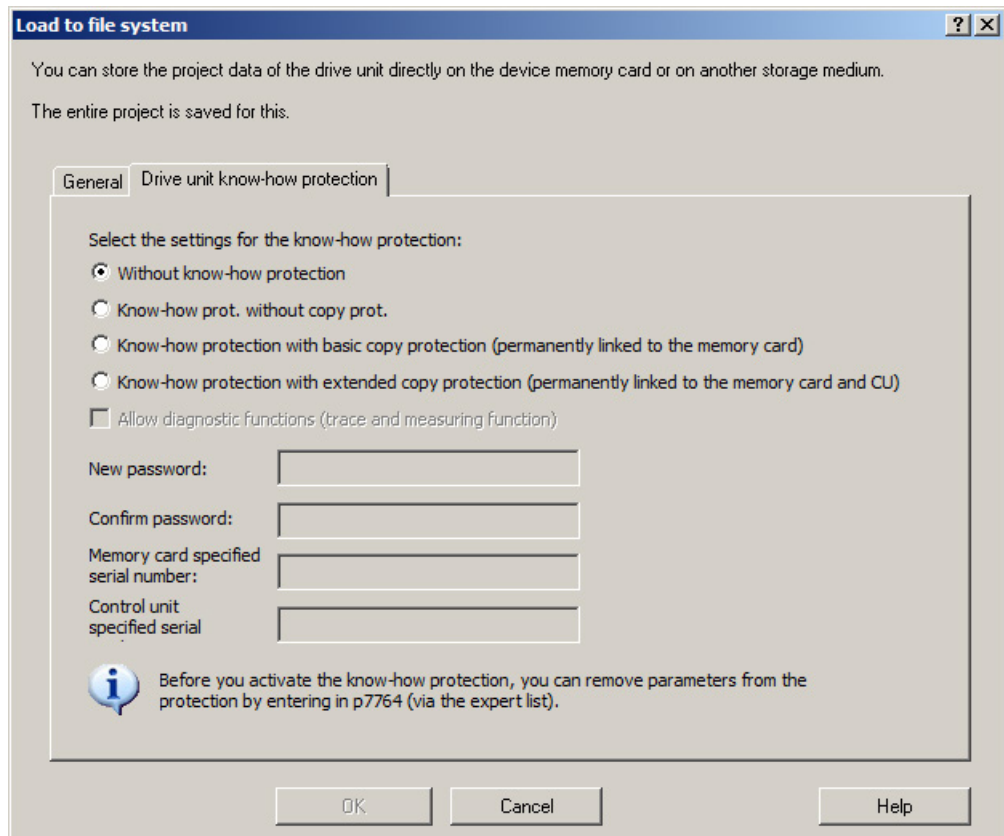 Load to file system
You can store the project data of the drive unit directly on the device memory card or on another storage medium.
The entire project is saved for this.
General
Drive unit know-how protection
Select the settings for the know-how protection:
Without know-how protection
Know-how prot. without copy prot.
Know-how protection with basic copy protection (permanently linked to the memory card)
Know-how protection with extended copy protection (permanently linked to the memory card and CU)
Allow diagnostic functions (trace and measuring function)
New password:
Confirm password:
Memory card specified
serial number:
Control unit
specified serial
Before you activate the know-how protection, you can remove parameters from the
protection by entering in p7764 (via the expert list).
OK
Cancel
Help